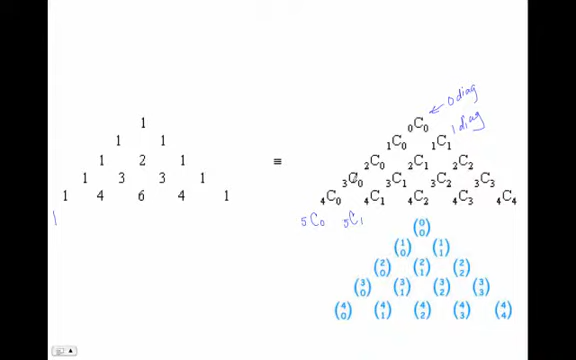 0 diag
1 diag
1
1 1
1 2 1
1 3 3 1
1 4 6 4 1
1
≡
₀C₀
₁C₀ ₁C₁
₂C₀ ₂C₁ ₂C₂
₃C₀ ₃C₁ ₃C₂ ₃C₃
₄C₀ ₄C₁ ₄C₂ ₄C₃ ₄C₄
₅C₀ ₅C₁
(0 0)
(1 0) (1 1)
(2 0) (2 1) (2 2)
(3 0) (3 1) (3 2) (3 3)
(4 0) (4 1) (4 2) (4 3) (4 4)